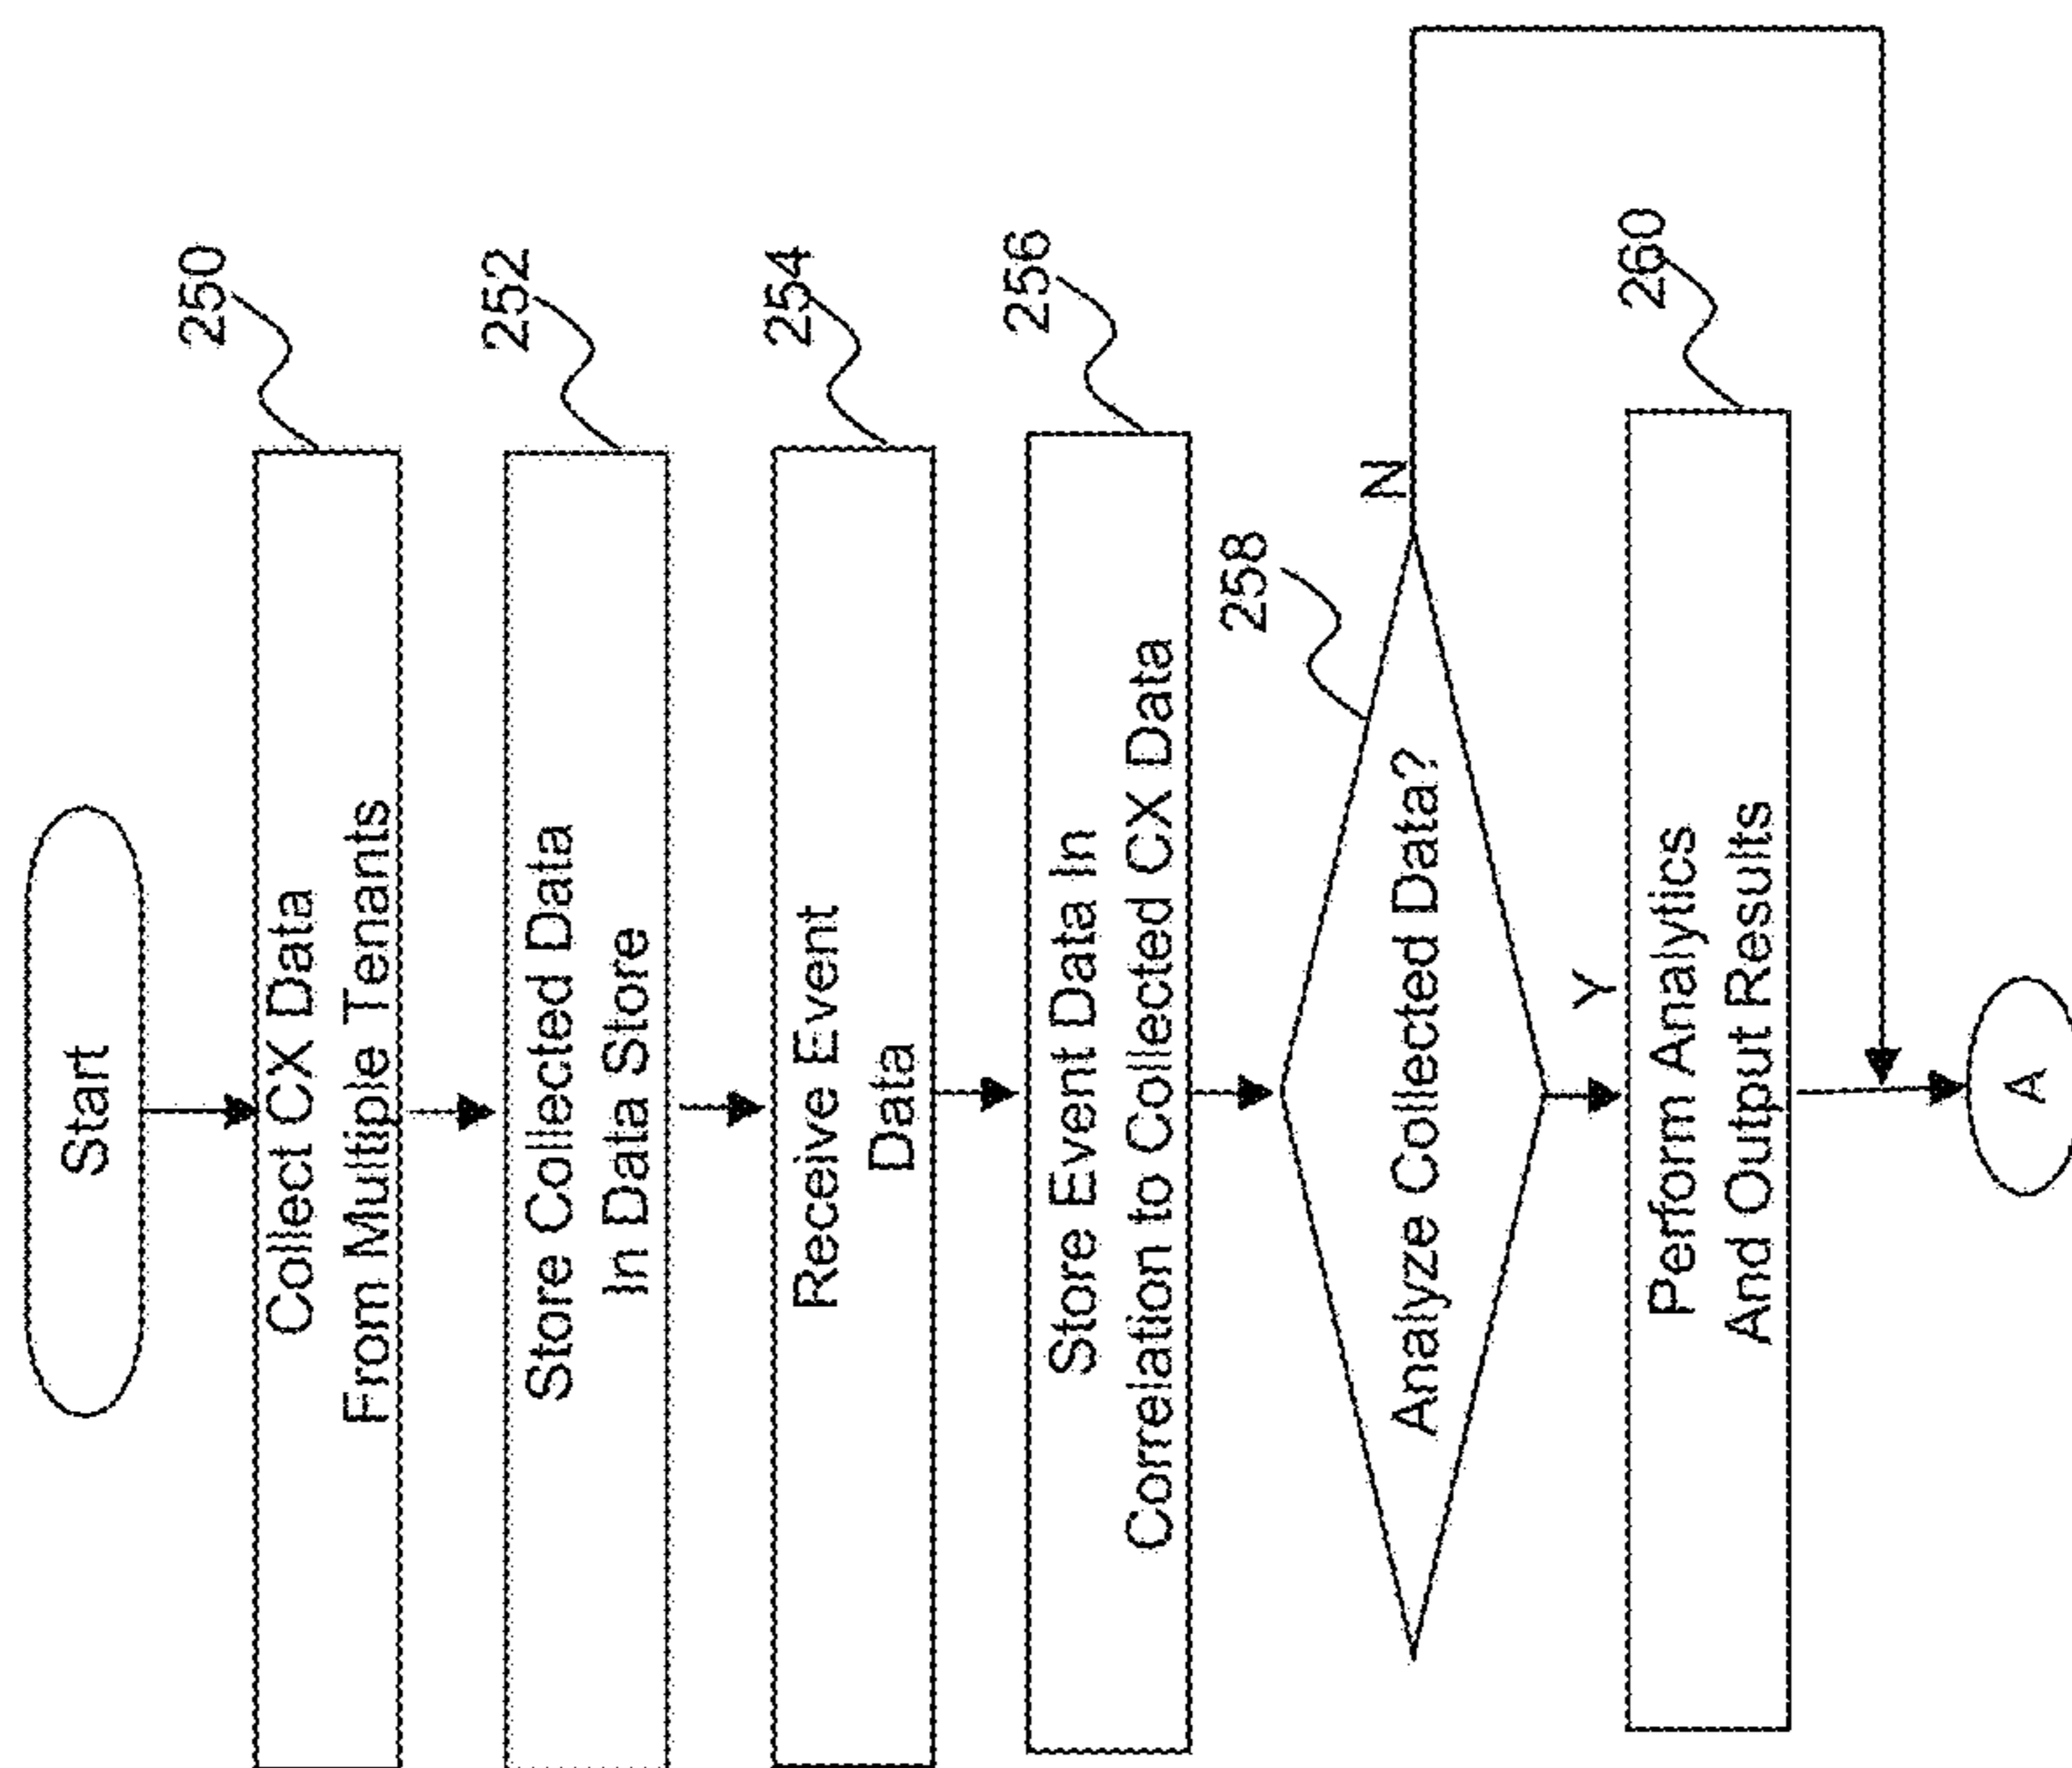 Start
250
Collect CX Data
From Multiple Tenants
252
Store Collected Data
In Data Store
254
Receive Event
Data
256
Store Event Data In
Correlation to Collected CX Data
258
Analyze Collected Data?
N
Y
260
Perform Analytics
And Output Results
A